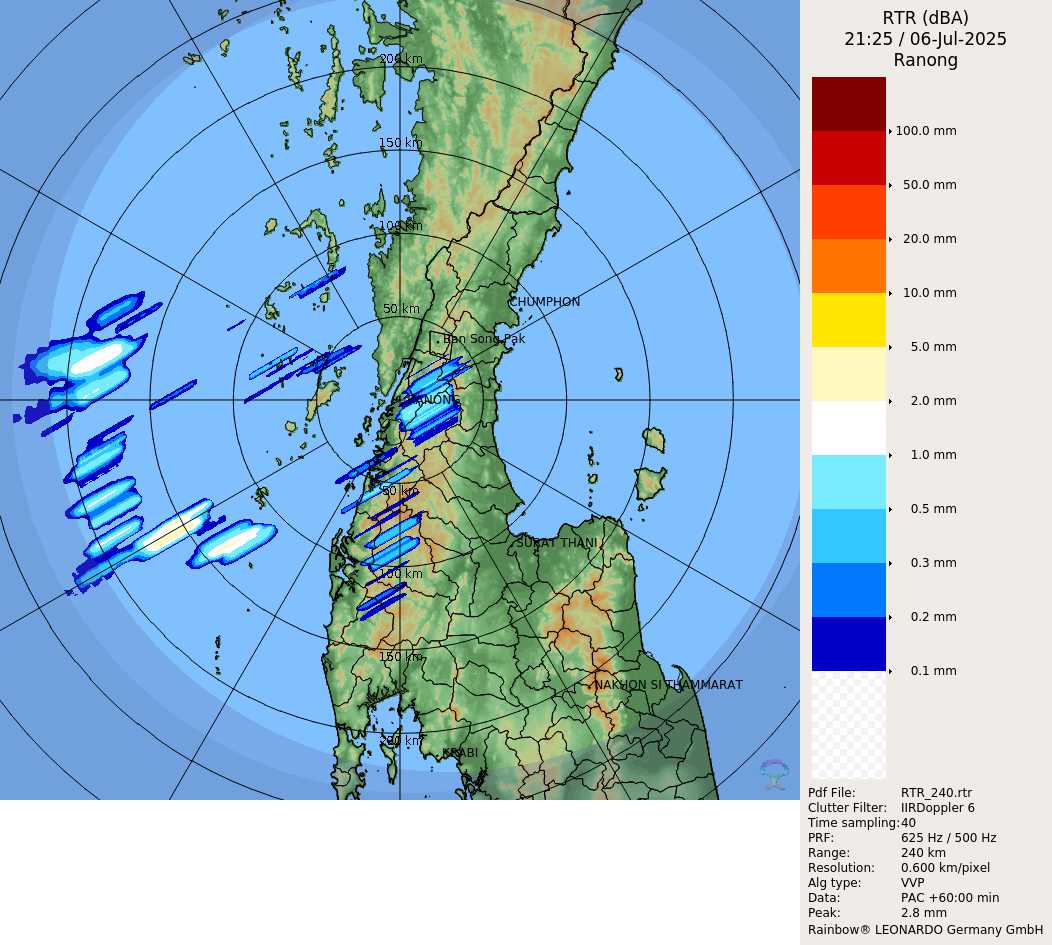 RTR (dBA)
21:25 / 06-Jul-2025
Ranong
200 km
150 km
100 km
50 km
CHUMPHON
Ban Song Pak
RANONG
50 km
SURAT THANI
100 km
150 km
NAKHON SI THAMMARAT
200 km
KRABI
100.0 mm
50.0 mm
20.0 mm
10.0 mm
5.0 mm
2.0 mm
1.0 mm
0.5 mm
0.3 mm
0.2 mm
0.1 mm
Pdf File: RTR_240.rtr
Clutter Filter: IIRDoppler 6
Time sampling:40
PRF: 625 Hz / 500 Hz
Range: 240 km
Resolution: 0.600 km/pixel
Alg type: VVP
Data: PAC +60:00 min
Peak: 2.8 mm
Rainbow® LEONARDO Germany GmbH